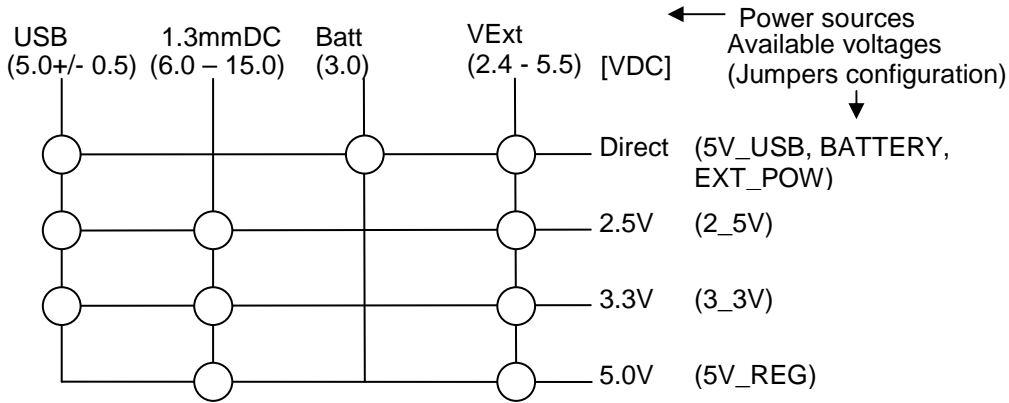 USB 1.3mmDC Batt VExt Power sources
(5.0+/- 0.5) (6.0 – 15.0) (3.0) (2.4 - 5.5) [VDC] Available voltages
(Jumpers configuration)
Direct (5V_USB, BATTERY,
EXT_POW)
2.5V (2_5V)
3.3V (3_3V)
5.0V (5V_REG)